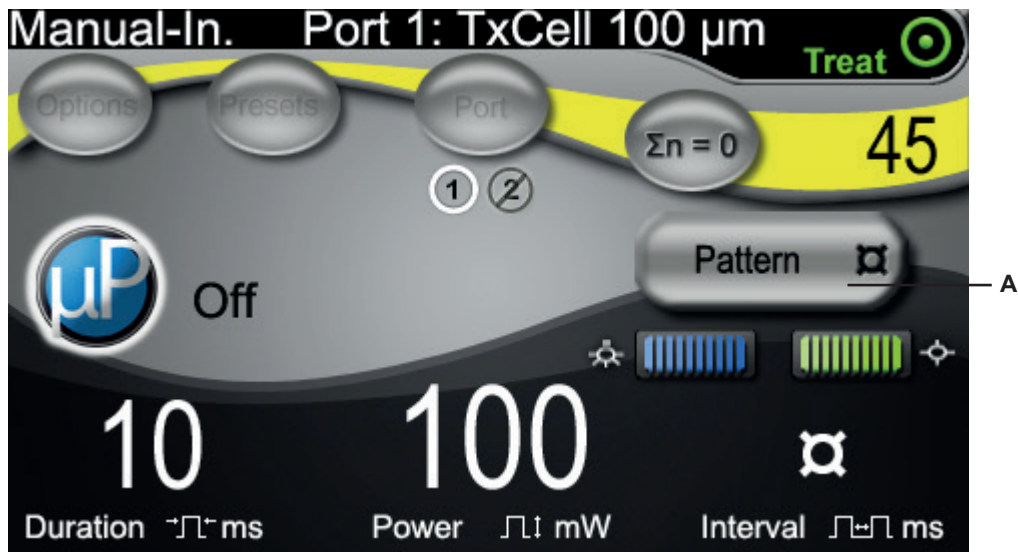 Manual-In. Port 1: TxCell 100 µm
Treat
Options Presets Port
Σn = 0
45
1 2
Pattern ¤
A
µP Off
10 100 ¤
Duration ms Power mW Interval ms